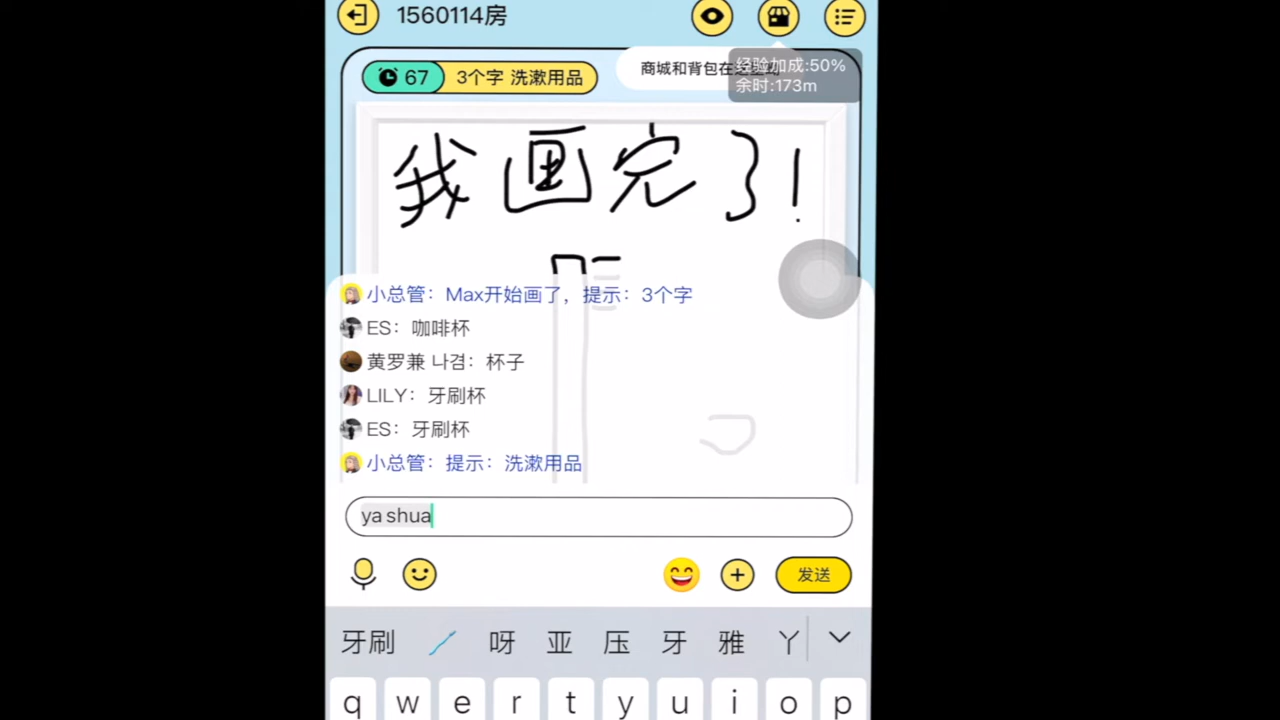 1560114房
67 3个字 洗漱用品
商城和背包在
经验加成:50%
余时:173m
我画完了!
小总管：Max开始画了，提示：3个字
ES：咖啡杯
黄罗兼 나겸：杯子
LILY：牙刷杯
ES：牙刷杯
小总管：提示：洗漱用品
ya shua
发送
牙刷 呀 亚 压 牙 雅 丫
q w e r t y u i o p